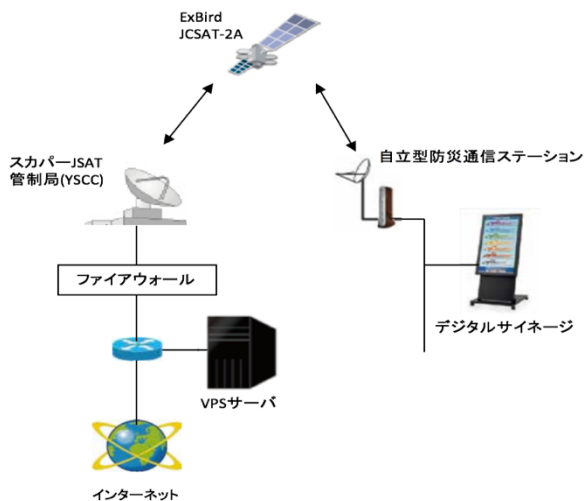 ExBird
JCSAT-2A
スカパーJSAT
管制局(YSCC)
自立型防災通信ステーション
ファイアウォール
デジタルサイネージ
VPSサーバ
インターネット